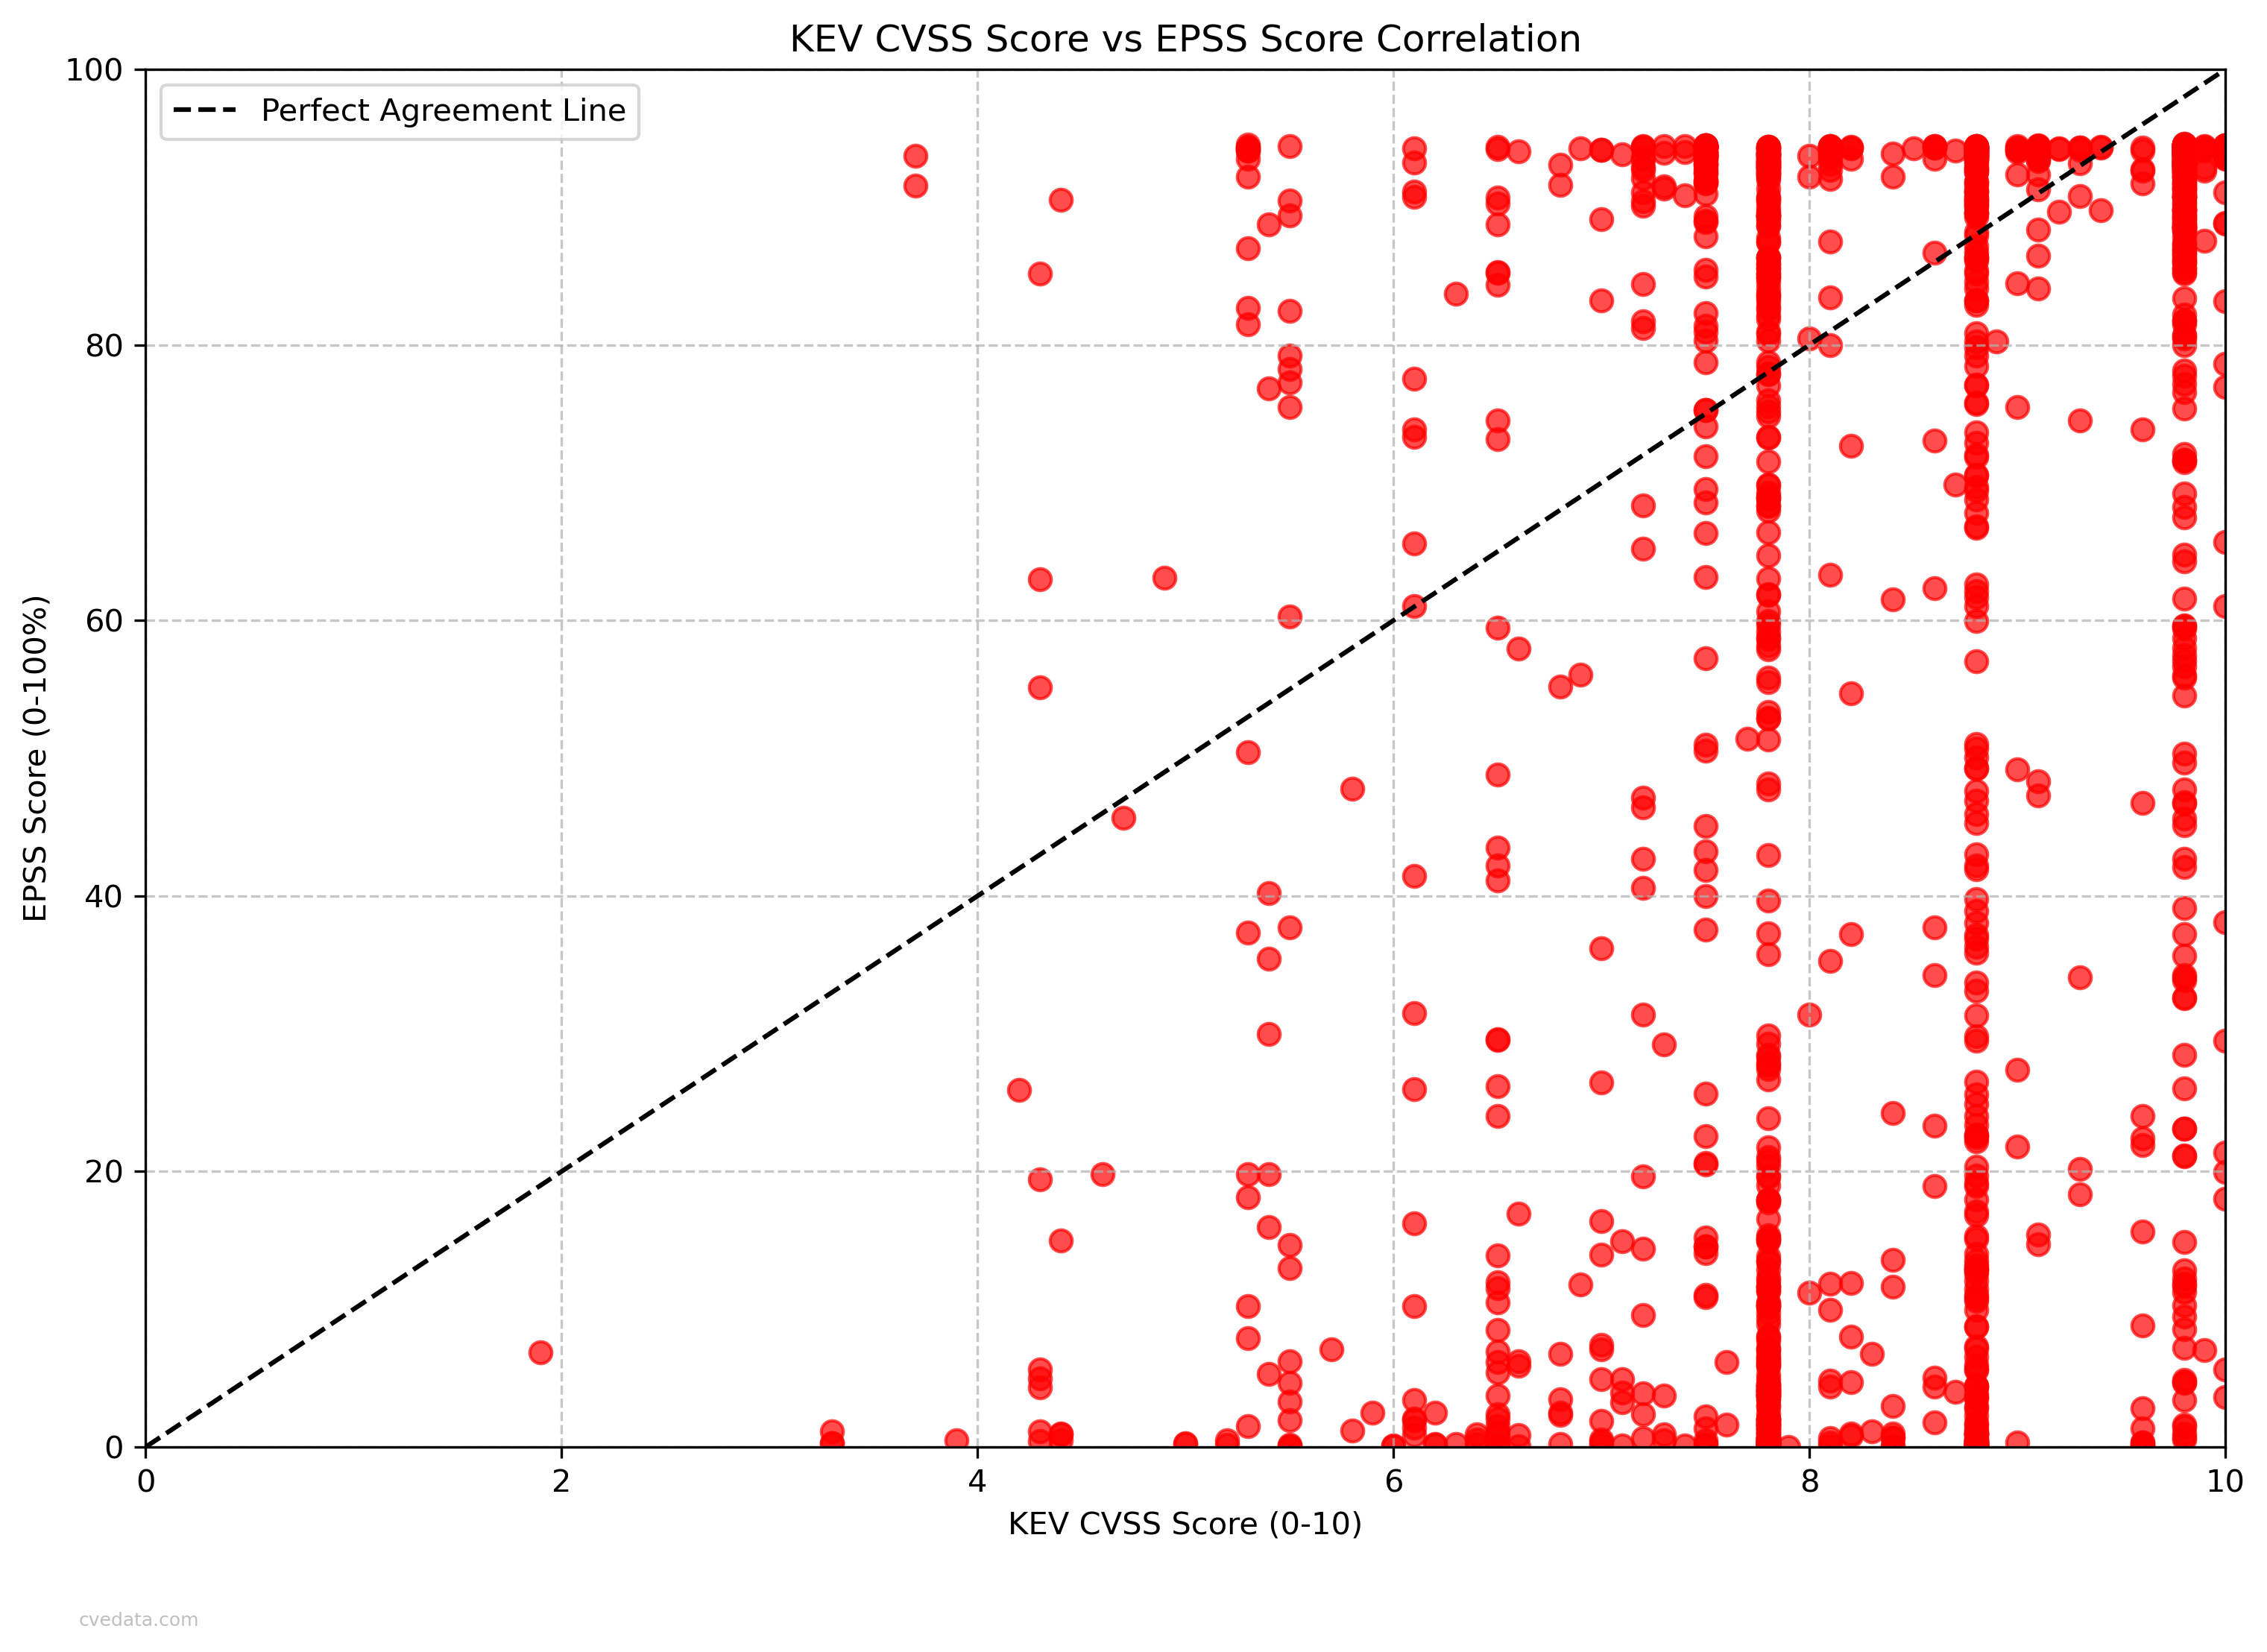 KEV CVSS Score vs EPSS Score Correlation
100
Perfect Agreement Line
80
60
40
20
0
EPSS Score (0-100%)
0 2 4 6 8 10
KEV CVSS Score (0-10)
cvedata.com